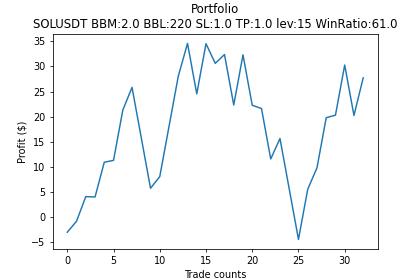 Portfolio
SOLUSDT BBM:2.0 BBL:220 SL:1.0 TP:1.0 lev:15 WinRatio:61.0
35
30
25
20
15
10
5
0
−5
Profit ($)
0 5 10 15 20 25 30
Trade counts